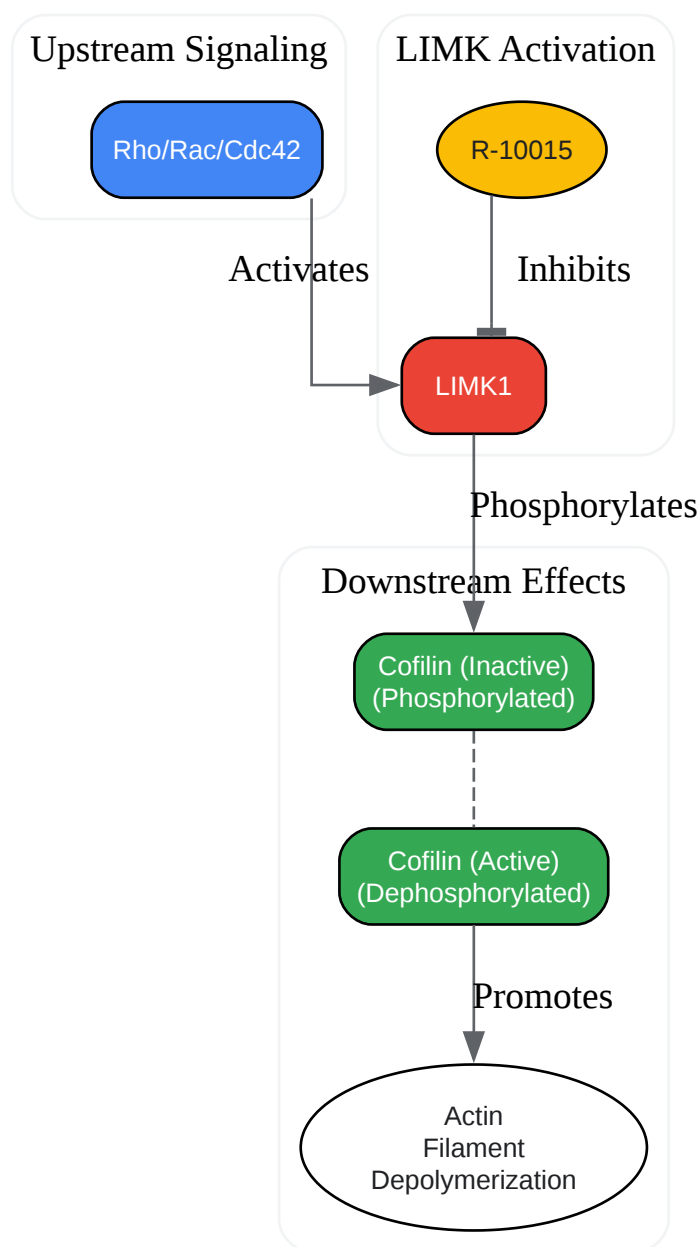 Upstream Signaling
LIMK Activation
Rho/Rac/Cdc42
R-10015
Activates
Inhibits
LIMK1
Phosphorylates
Downstream Effects
Cofilin (Inactive)
(Phosphorylated)
Cofilin (Active)
(Dephosphorylated)
Promotes
Actin
Filament
Depolymerization